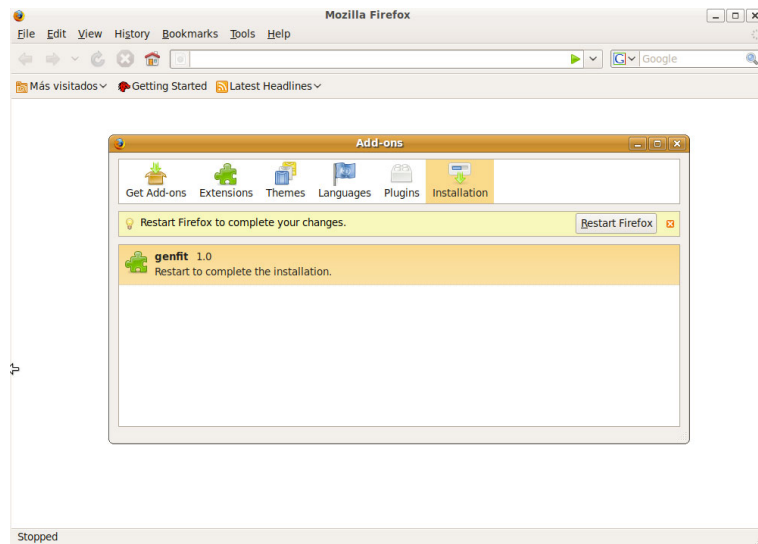 Mozilla Firefox
File Edit View History Bookmarks Tools Help
G Google
Más visitados Getting Started Latest Headlines
Add-ons
Get Add-ons Extensions Themes Languages Plugins Installation
Restart Firefox to complete your changes. Restart Firefox
genfit 1.0
Restart to complete the installation.
Stopped